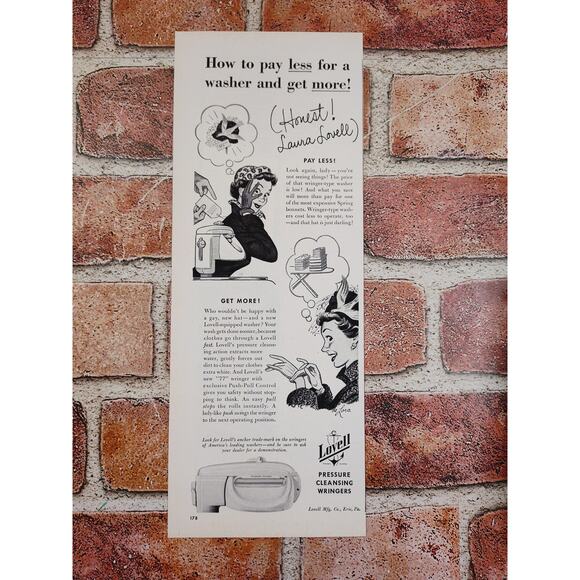 How to pay less for a
washer and get more!
(Honest!
Laura Lovell)
PAY LESS!
Look again, lady—you're
not seeing things! The price of
that wringer-type washer
is low! And what you save
will more than pay for one
of the most expensive Spring
bonnets. Wringer-type wash-
ers cost less to operate, too
—and that hat is just darling!
GET MORE!
Who wouldn't be happy with
a gay, new hat—and a new
Lovell-equipped washer? Your
wash gets done sooner, because
clothes go through a Lovell
fast. Lovell's pressure cleans-
ing action extracts more
water, gently forces out
dirt to clean your clothes
extra white. And Lovell's
new "77" wringer with
exclusive Push-Pull Control
gives you safety without stop-
ping to think. An easy pull
stops the rolls instantly. A
lady-like push swings the wringer
to the next operating position.
Look for Lovell's anchor trade-mark on the wringers
of America's leading washers—and be sure to ask
your dealer for a demonstration.
Lovell
PRESSURE
CLEANSING
WRINGERS
Lovell Mfg. Co., Erie, Pa.
178